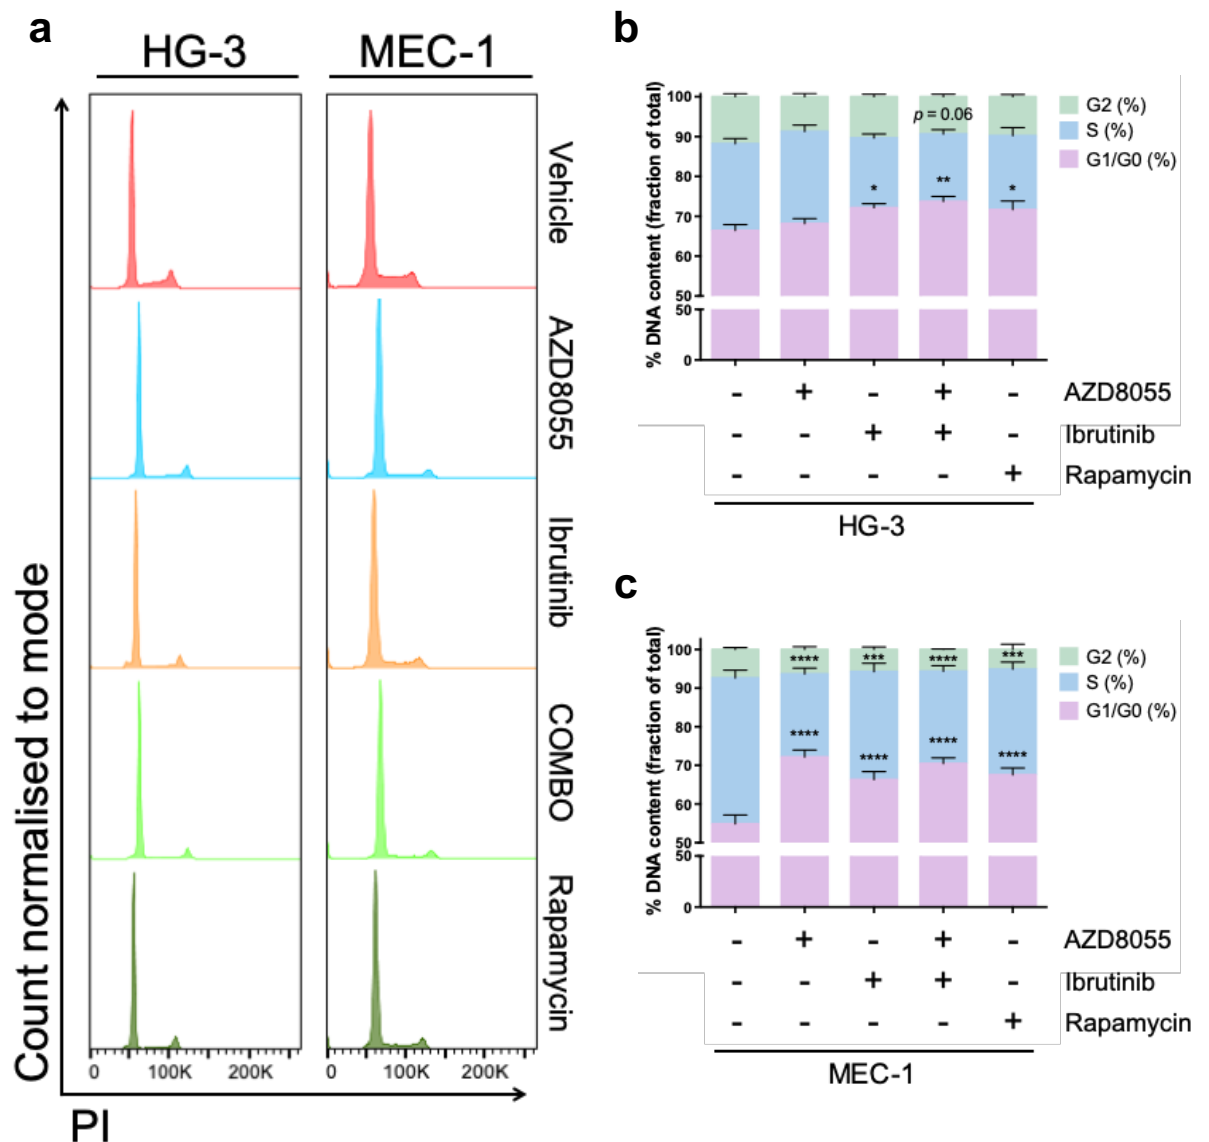 a
HG-3
MEC-1
Vehicle
AZD8055
Ibrutinib
COMBO
Rapamycin
Count normalised to mode
0 100K 200K
0 100K 200K
PI
b
% DNA content (fraction of total)
100
90
80
70
60
50
50
0
p = 0.06
* ** *
G2 (%)
S (%)
G1/G0 (%)
- + - + - AZD8055
- - + + - Ibrutinib
- - - - + Rapamycin
HG-3
c
% DNA content (fraction of total)
100
90
80
70
60
50
50
0
**** *** **** ***
**** **** **** ****
G2 (%)
S (%)
G1/G0 (%)
- + - + - AZD8055
- - + + - Ibrutinib
- - - - + Rapamycin
MEC-1